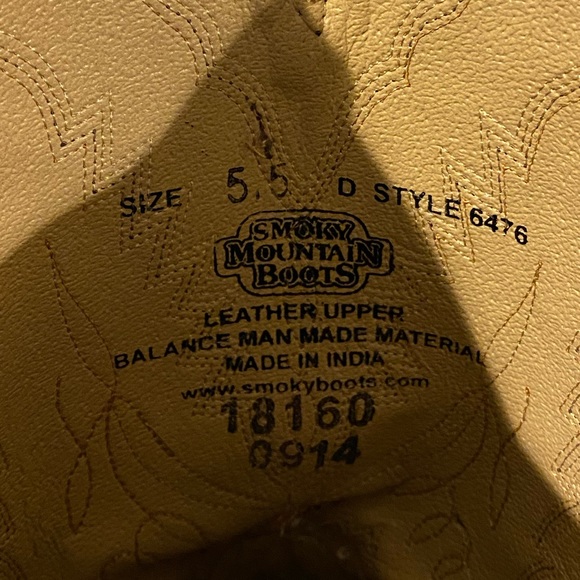 SIZE 5.5 D STYLE 6476
SMOKY
MOUNTAIN
BOOTS
LEATHER UPPER
BALANCE MAN MADE MATERIAL
MADE IN INDIA
www.smokyboots.com
18160
0914